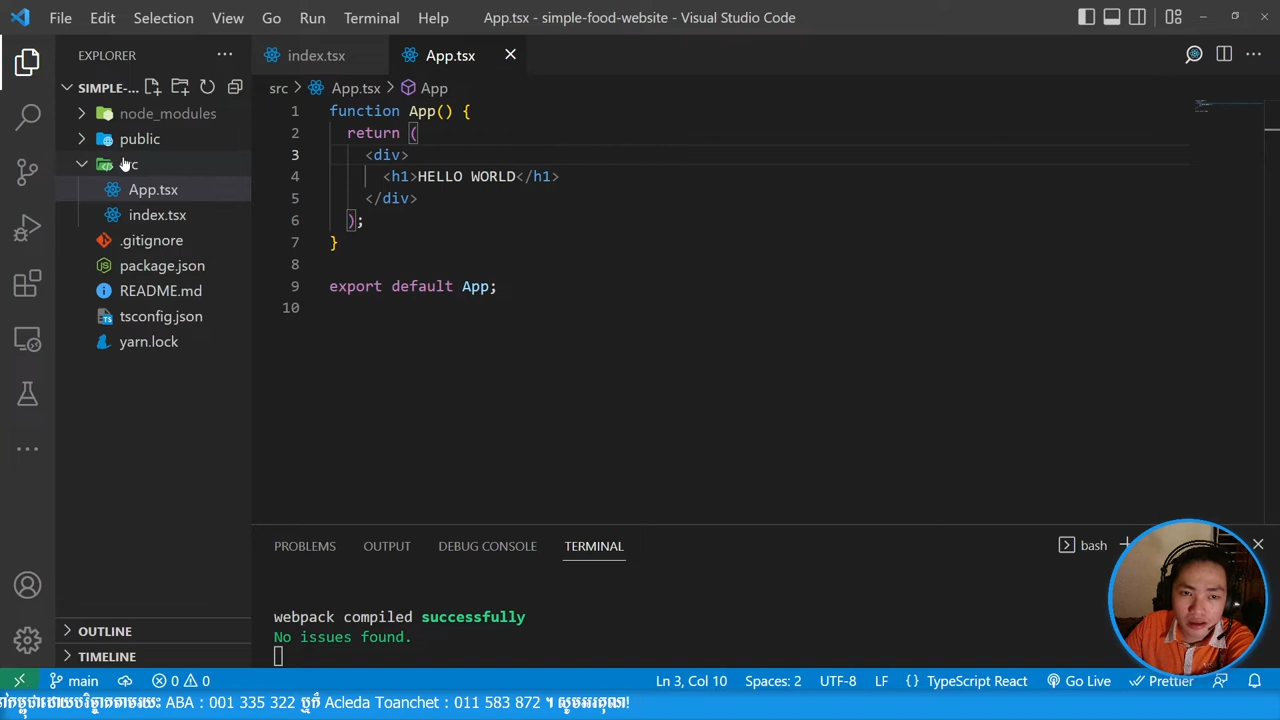 File Edit Selection View Go Run Terminal Help App.tsx - simple-food-website - Visual Studio Code
EXPLORER
index.tsx App.tsx
SIMPLE-...
src > App.tsx > App
node_modules
public
App.tsx
index.tsx
.gitignore
package.json
README.md
tsconfig.json
yarn.lock
1 function App() {
2 return (
3 <div>
4 <h1>HELLO WORLD</h1>
5 </div>
6 );
7 }
8
9 export default App;
10
PROBLEMS OUTPUT DEBUG CONSOLE TERMINAL bash
webpack compiled successfully
No issues found.
OUTLINE
TIMELINE
main 0 0 Ln 3, Col 10 Spaces: 2 UTF-8 LF {} TypeScript React Go Live Prettier
ជាដោយបរិច្ចាគតាមរយៈ ABA : 001 335 322 ឬក៏ Acleda Toanchet : 011 583 872 ។ សូមអរគុណ!